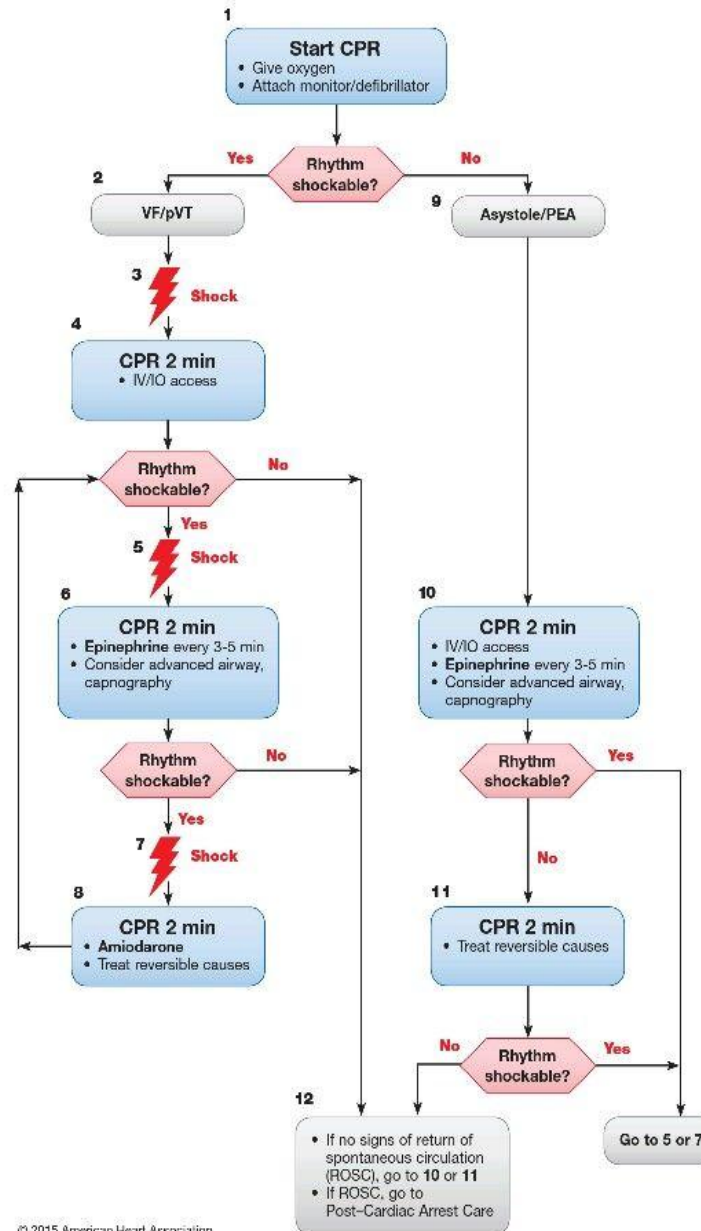 1
Start CPR
• Give oxygen
• Attach monitor/defibrillator
Rhythm
shockable?
Yes
No
2
VF/pVT
9
Asystole/PEA
3
Shock
4
CPR 2 min
• IV/IO access
Rhythm
shockable?
No
Yes
5
Shock
6
CPR 2 min
• Epinephrine every 3-5 min
• Consider advanced airway,
capnography
Rhythm
shockable?
No
Yes
7
Shock
8
CPR 2 min
• Amiodarone
• Treat reversible causes
10
CPR 2 min
• IV/IO access
• Epinephrine every 3-5 min
• Consider advanced airway,
capnography
Rhythm
shockable?
Yes
No
11
CPR 2 min
• Treat reversible causes
Rhythm
shockable?
No
Yes
12
• If no signs of return of
spontaneous circulation
(ROSC), go to 10 or 11
• If ROSC, go to
Post–Cardiac Arrest Care
Go to 5 or 7
© 2015 American Heart Association